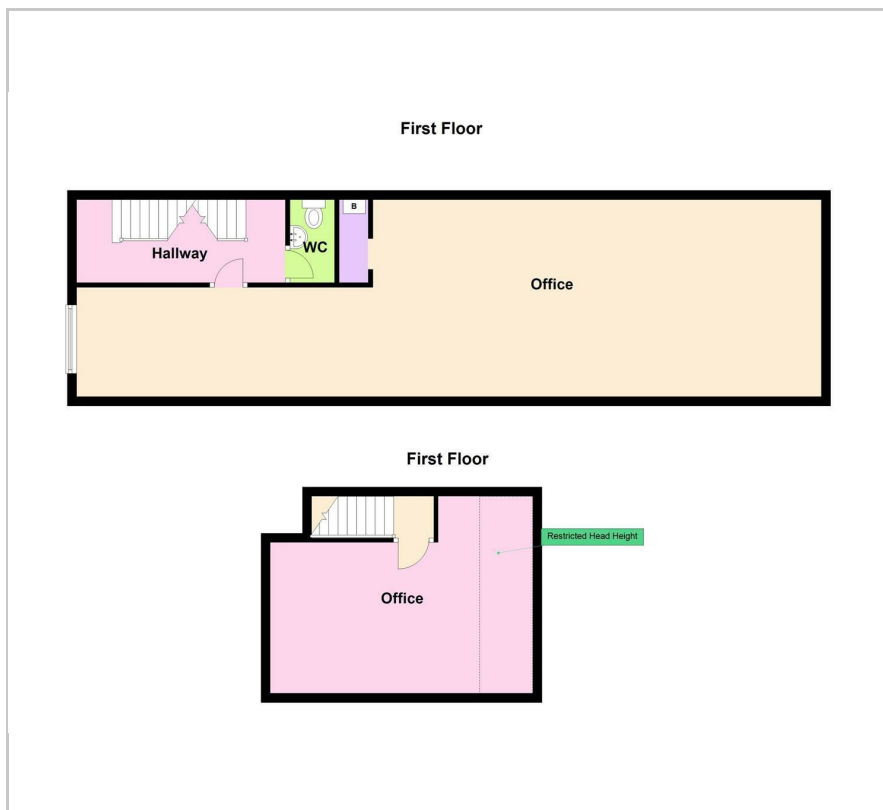 First Floor
B
Hallway
WC
Office
First Floor
Restricted Head Height
Office